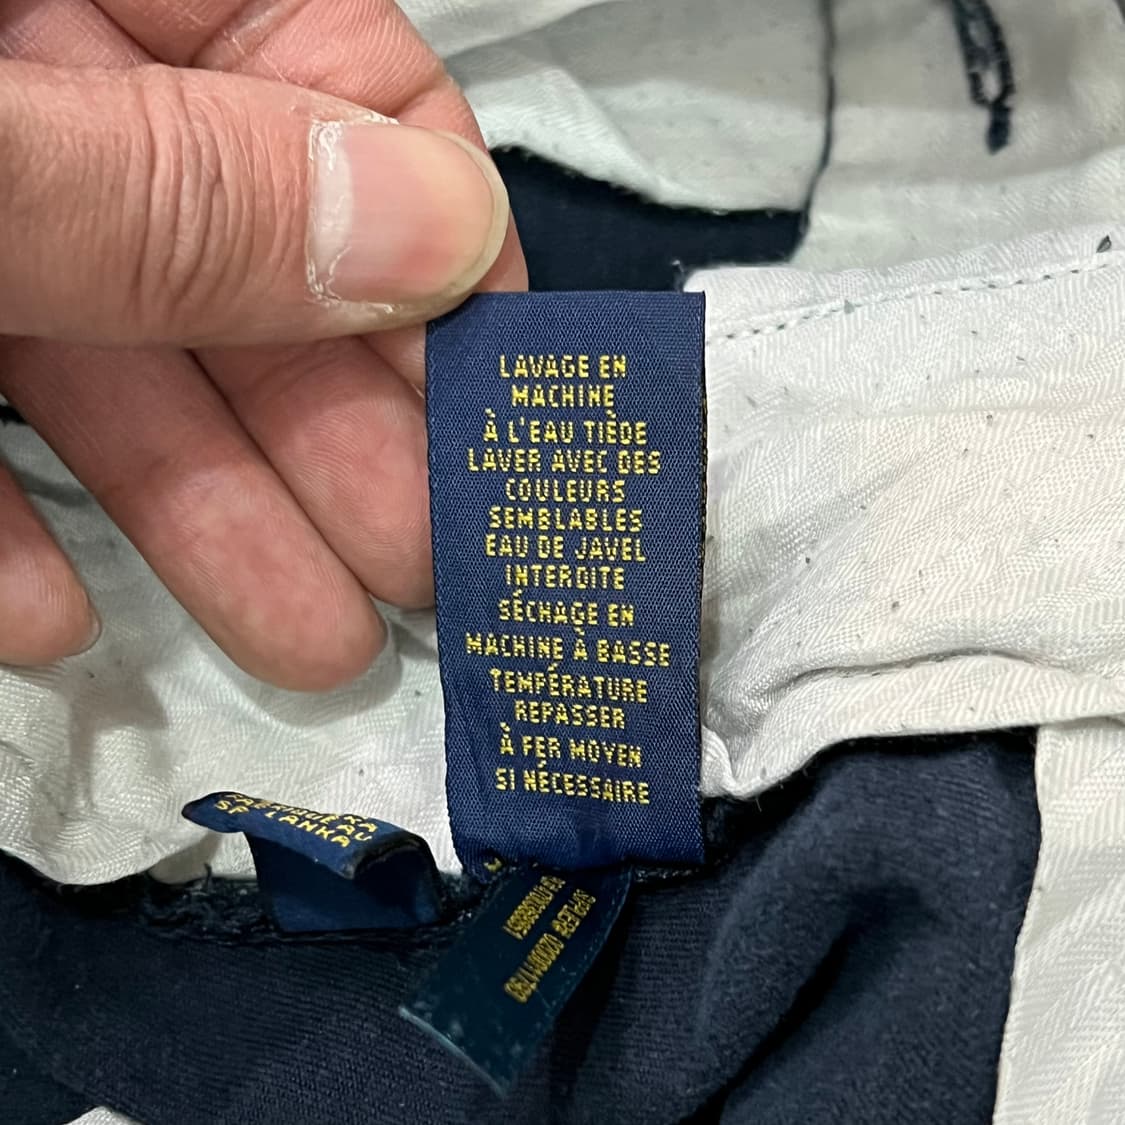 LAVAGE EN
MACHINE
À L'EAU TIÈDE
LAVER AVEC DES
COULEURS
SEMBLABLES
EAU DE JAVEL
INTERDITE
SÉCHAGE EN
MACHINE À BASSE
TEMPÉRATURE
REPASSER
À FER MOYEN
SI NÉCESSAIRE
LANKA